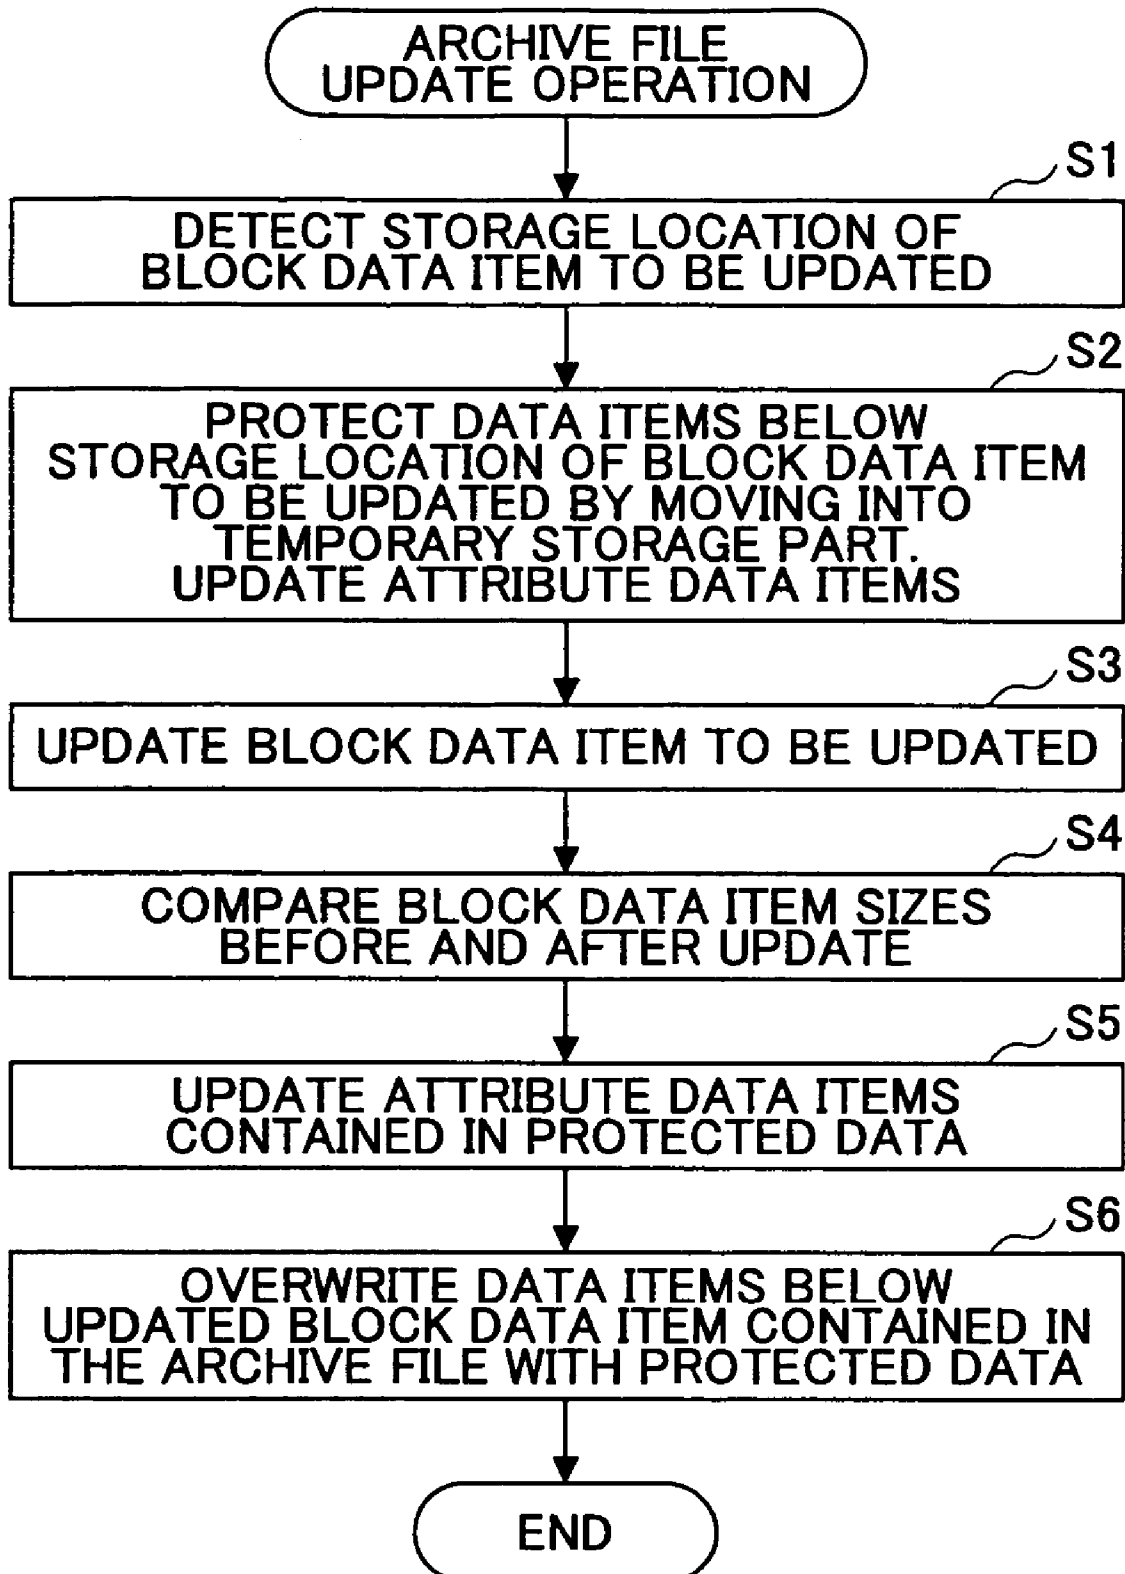 ARCHIVE FILE
UPDATE OPERATION
S1
DETECT STORAGE LOCATION OF
BLOCK DATA ITEM TO BE UPDATED
S2
PROTECT DATA ITEMS BELOW
STORAGE LOCATION OF BLOCK DATA ITEM
TO BE UPDATED BY MOVING INTO
TEMPORARY STORAGE PART.
UPDATE ATTRIBUTE DATA ITEMS
S3
UPDATE BLOCK DATA ITEM TO BE UPDATED
S4
COMPARE BLOCK DATA ITEM SIZES
BEFORE AND AFTER UPDATE
S5
UPDATE ATTRIBUTE DATA ITEMS
CONTAINED IN PROTECTED DATA
S6
OVERWRITE DATA ITEMS BELOW
UPDATED BLOCK DATA ITEM CONTAINED IN
THE ARCHIVE FILE WITH PROTECTED DATA
END